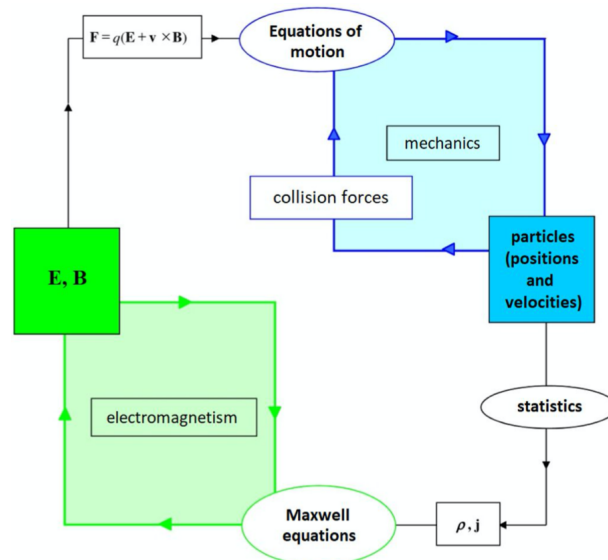 F = q(E + v × B)
Equations of
motion
mechanics
collision forces
particles
(positions
and
velocities)
E, B
electromagnetism
statistics
Maxwell
equations
ρ, j